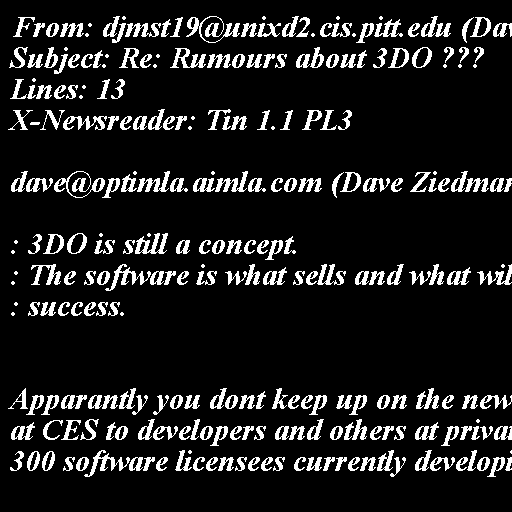 From: djmst19@unixd2.cis.pitt.edu (Dav
Subject: Re: Rumours about 3DO ???
Lines: 13
X-Newsreader: Tin 1.1 PL3
dave@optimla.aimla.com (Dave Ziedman
: 3DO is still a concept.
: The software is what sells and what wil
: success.
Apparantly you dont keep up on the new
at CES to developers and others at priva
300 software licensees currently developi